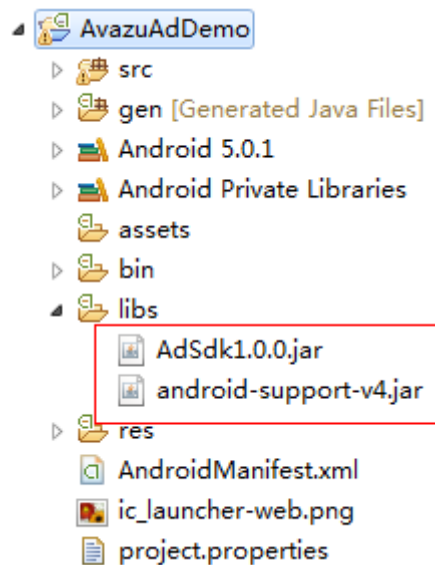 AvazuAdDemo
src
gen [Generated Java Files]
Android 5.0.1
Android Private Libraries
assets
bin
libs
AdSdk1.0.0.jar
android-support-v4.jar
res
AndroidManifest.xml
ic_launcher-web.png
project.properties